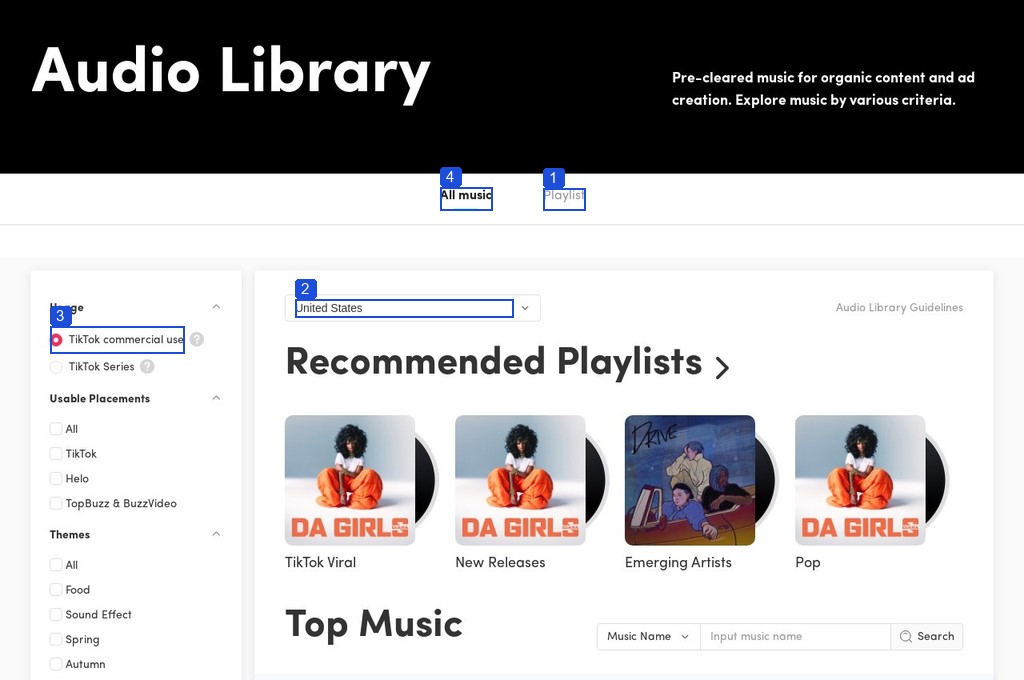 Audio Library
Pre-cleared music for organic content and ad
creation. Explore music by various criteria.
4
1
All music
Playlist
2
3
United States
Audio Library Guidelines
TikTok commercial use ?
TikTok Series ?
Usable Placements
All
TikTok
Helo
TopBuzz & BuzzVideo
Themes
All
Food
Sound Effect
Spring
Autumn
Recommended Playlists
DRIVE
DA GIRLS
DA GIRLS
DA GIRLS
TikTok Viral
New Releases
Emerging Artists
Pop
Top Music
Music Name
Input music name
Search